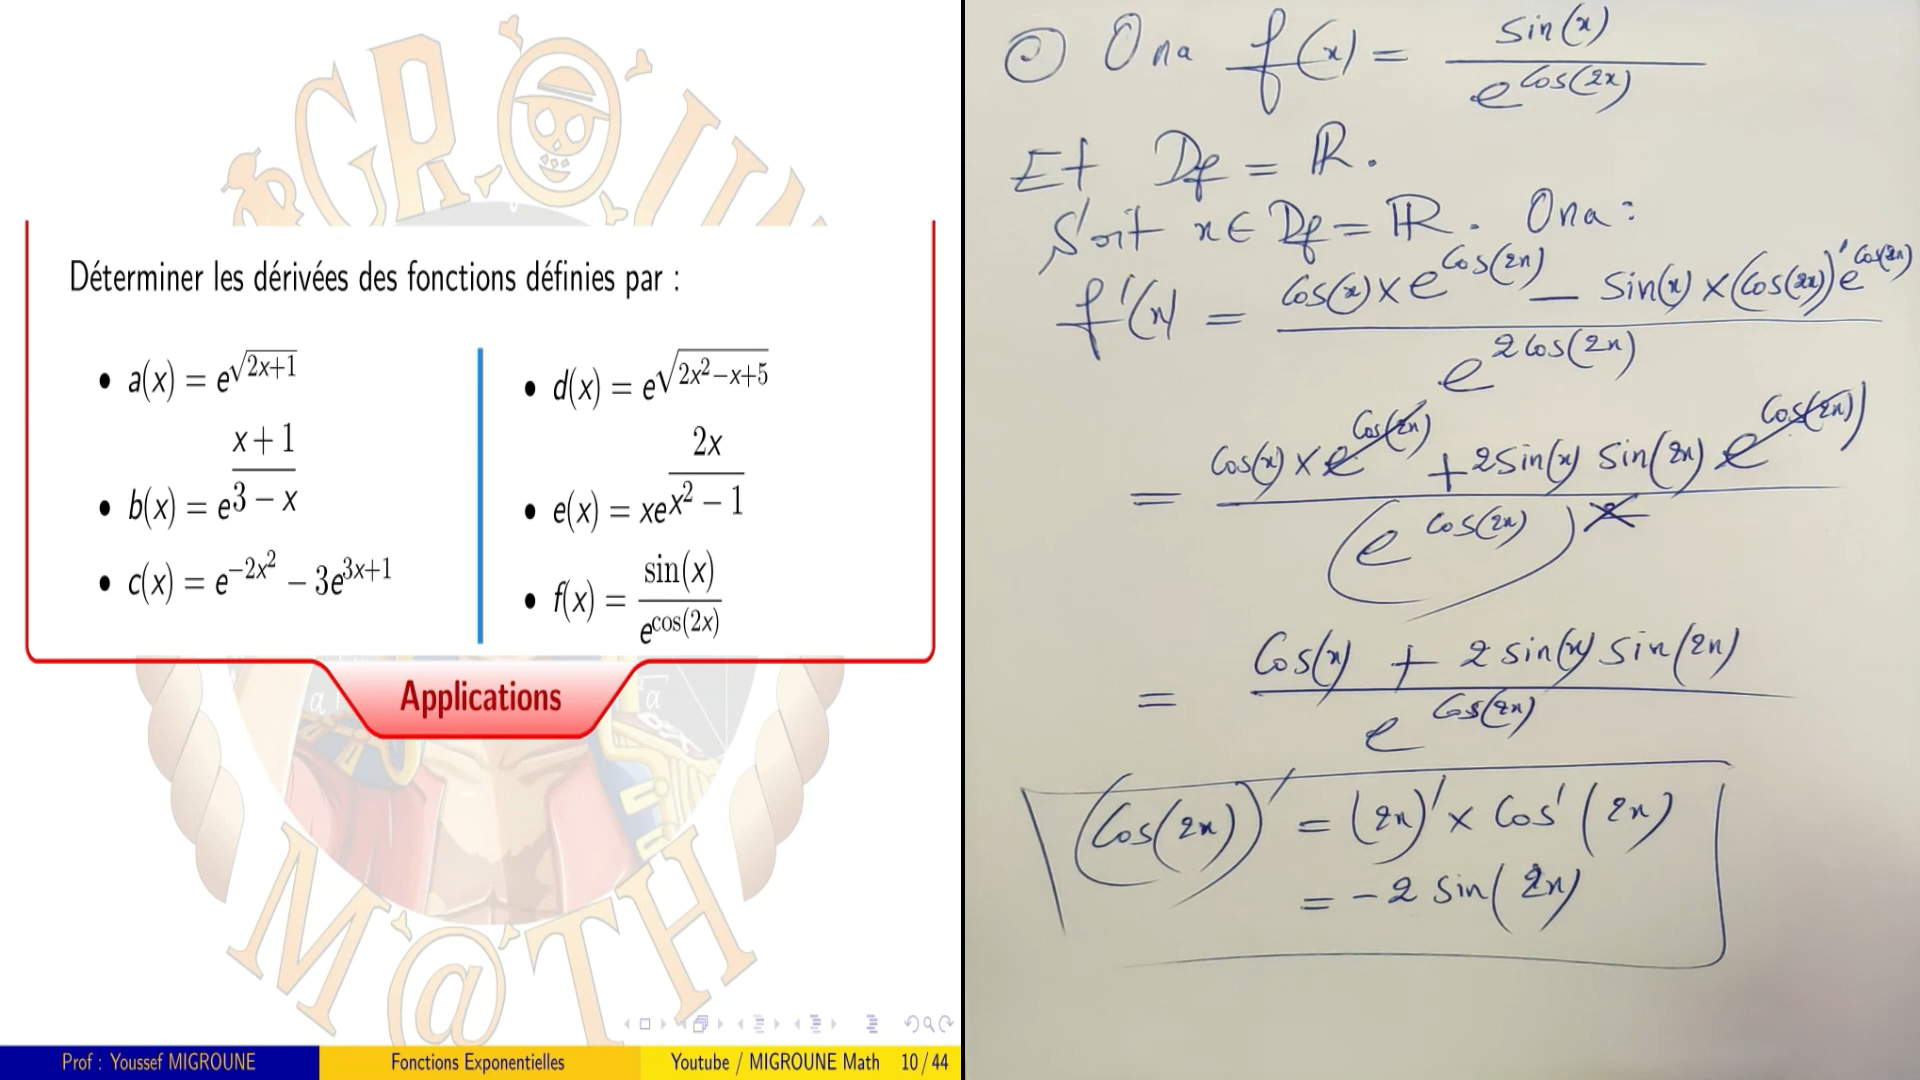 GR
M@TH
Déterminer les dérivées des fonctions définies par :
• a(x) = e^{√(2x+1)}
• b(x) = e^{(x+1)/(3 − x)}
• c(x) = e^{−2x²} − 3e^{3x+1}
• d(x) = e^{√(2x²−x+5)}
• e(x) = xe^{2x/(x² − 1)}
• f(x) = sin(x)/e^{cos(2x)}
Applications
Prof : Youssef MIGROUNE Fonctions Exponentielles Youtube / MIGROUNE Math 10 / 44
Ona f(x) = sin(x)/e^{cos(2x)}
Et Df = ℝ.
Soit x ∈ Df = ℝ. Ona :
f'(x) = (cos(x) × e^{cos(2x)} − sin(x) × (cos(2x))' e^{cos(2x)})/e^{2cos(2x)}
= (cos(x) × e^{cos(2x)} + 2sin(x) sin(2x) e^{cos(2x)})/(e^{cos(2x)})^2
= (cos(x) + 2 sin(x) sin(2x))/e^{cos(2x)}
(cos(2x))' = (2x)' × cos'(2x)
= −2 sin(2x)